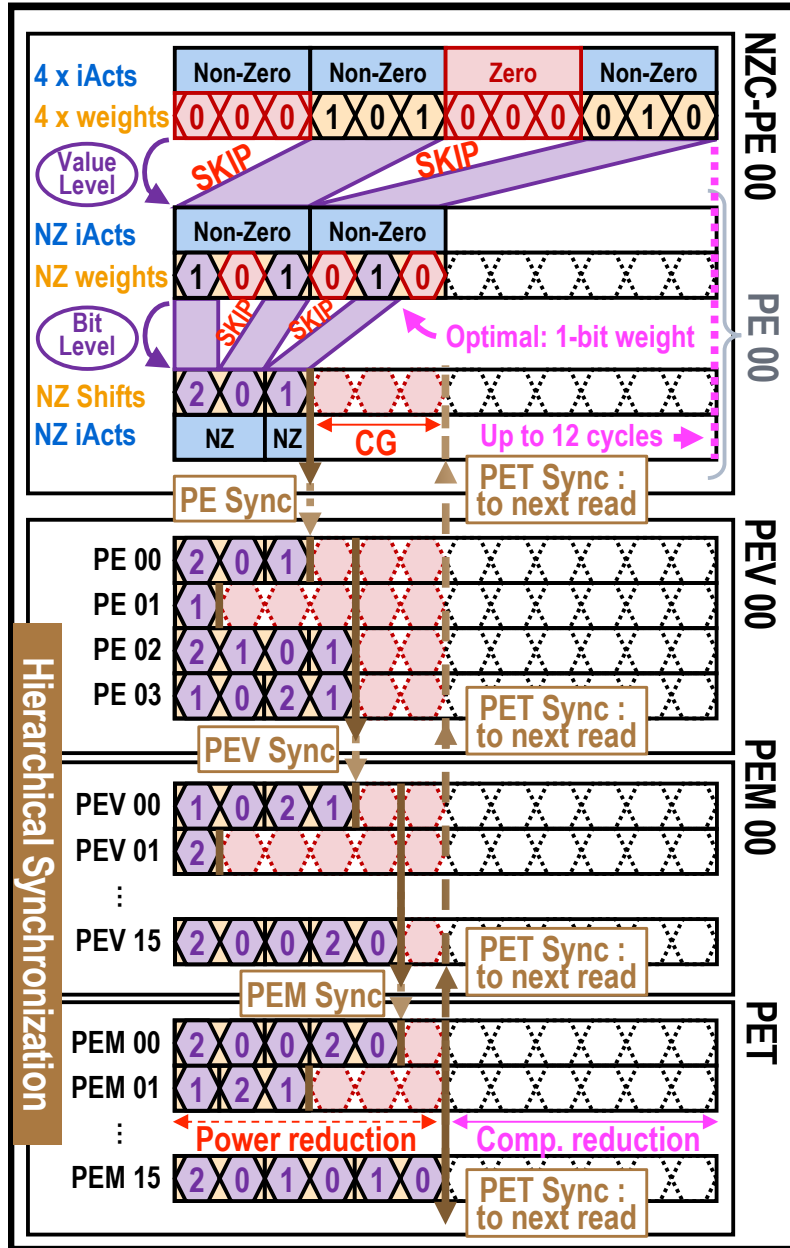 NZC-PE 00
4 x iActs Non-Zero Non-Zero Zero Non-Zero
4 x weights 0 0 0 1 0 1 0 0 0 0 1 0
Value
Level
SKIP SKIP
NZ iActs Non-Zero Non-Zero
NZ weights 1 0 1 0 1 0
PE 00
Bit
Level
SKIP SKIP
Optimal: 1-bit weight
NZ Shifts 2 0 1
NZ iActs NZ NZ
CG
Up to 12 cycles
PE Sync
PET Sync :
to next read
PEV 00
PE 00 2 0 1
PE 01 1
PE 02 2 1 0 1
PE 03 1 0 2 1
PET Sync :
to next read
PEV Sync
Hierarchical Synchronization
PEM 00
PEV 00 1 0 2 1
PEV 01 2
⋮
PEV 15 2 0 0 2 0
PET Sync :
to next read
PEM Sync
PET
PEM 00 2 0 0 2 0
PEM 01 1 2 1
⋮
Power reduction Comp. reduction
PEM 15 2 0 1 0 1 0
PET Sync :
to next read